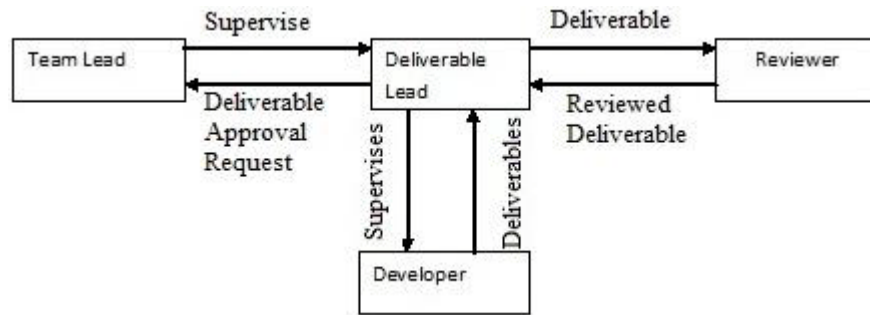 Supervise
Deliverable
Team Lead
Deliverable
Lead
Reviewer
Deliverable
Approval
Request
Reviewed
Deliverable
Supervises
Deliverables
Developer